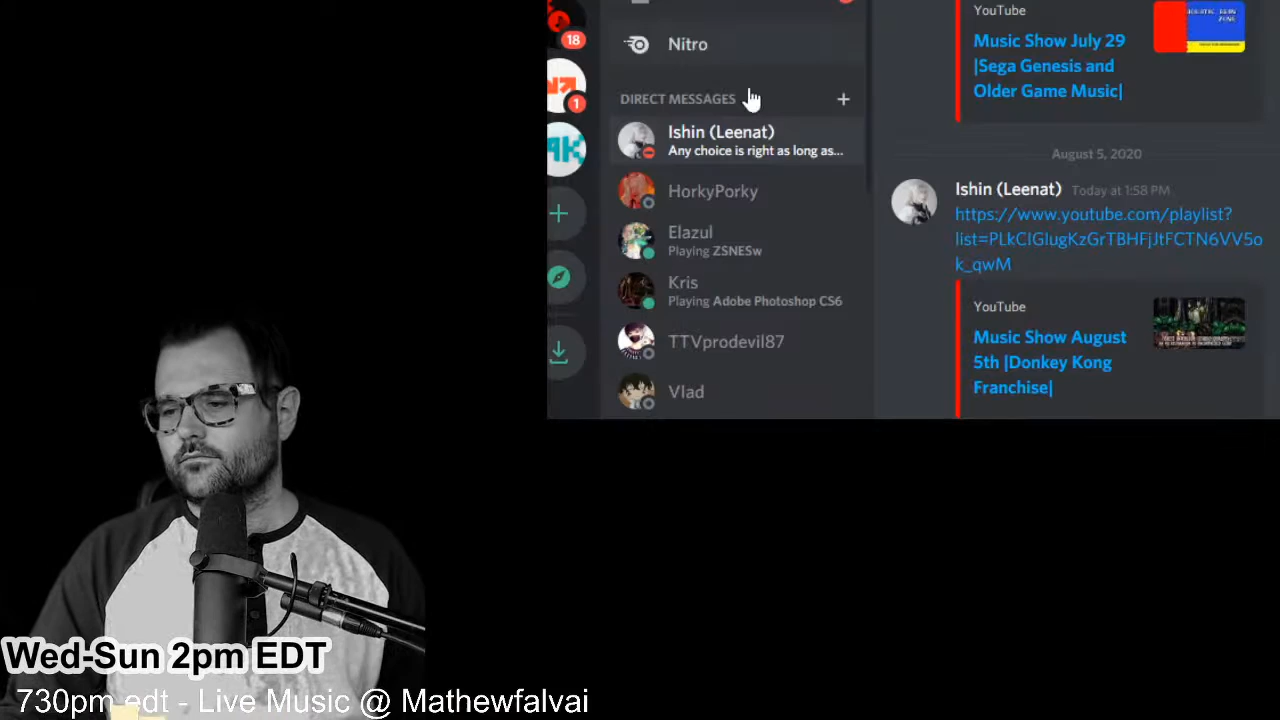 18
1
Nitro
DIRECT MESSAGES
Ishin (Leenat)
Any choice is right as long as...
HorkyPorky
Elazul
Playing ZSNESw
Kris
Playing Adobe Photoshop CS6
TTVprodevil87
Vlad
YouTube
Music Show July 29
|Sega Genesis and
Older Game Music|
August 5, 2020
Ishin (Leenat) Today at 1:58 PM
https://www.youtube.com/playlist?
list=PLkCIGIugKzGrTBHFjJtFCTN6VV5o
k_qwM
YouTube
Music Show August
5th |Donkey Kong
Franchise|
Wed-Sun 2pm EDT
730pm edt - Live Music @ Mathewfalvai